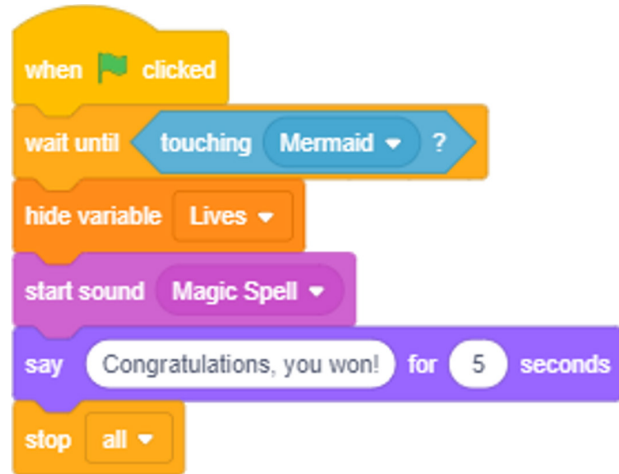 when clicked
wait until touching Mermaid ?
hide variable Lives
start sound Magic Spell
say Congratulations, you won! for 5 seconds
stop all